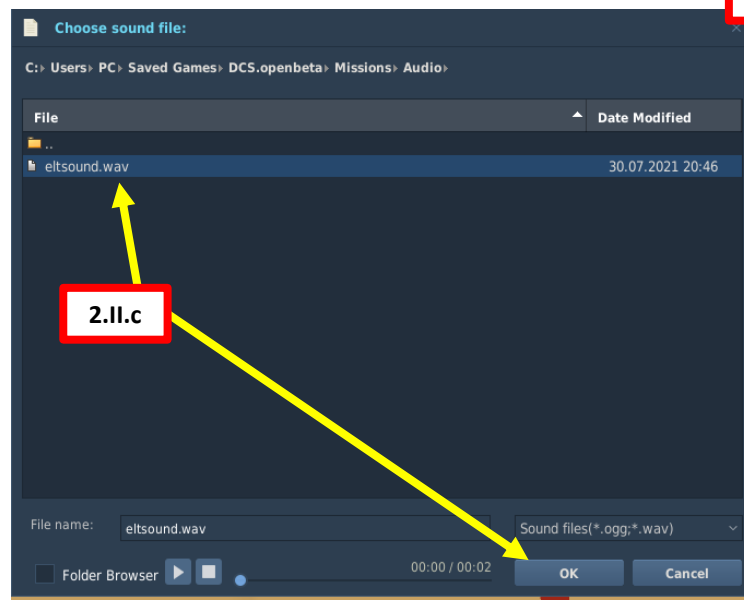 Choose sound file:
C:› Users› PC› Saved Games› DCS.openbeta› Missions› Audio›
File Date Modified
..
eltsound.wav 30.07.2021 20:46
2.II.c
File name: eltsound.wav Sound files(*.ogg;*.wav)
Folder Browser 00:00 / 00:02 OK Cancel